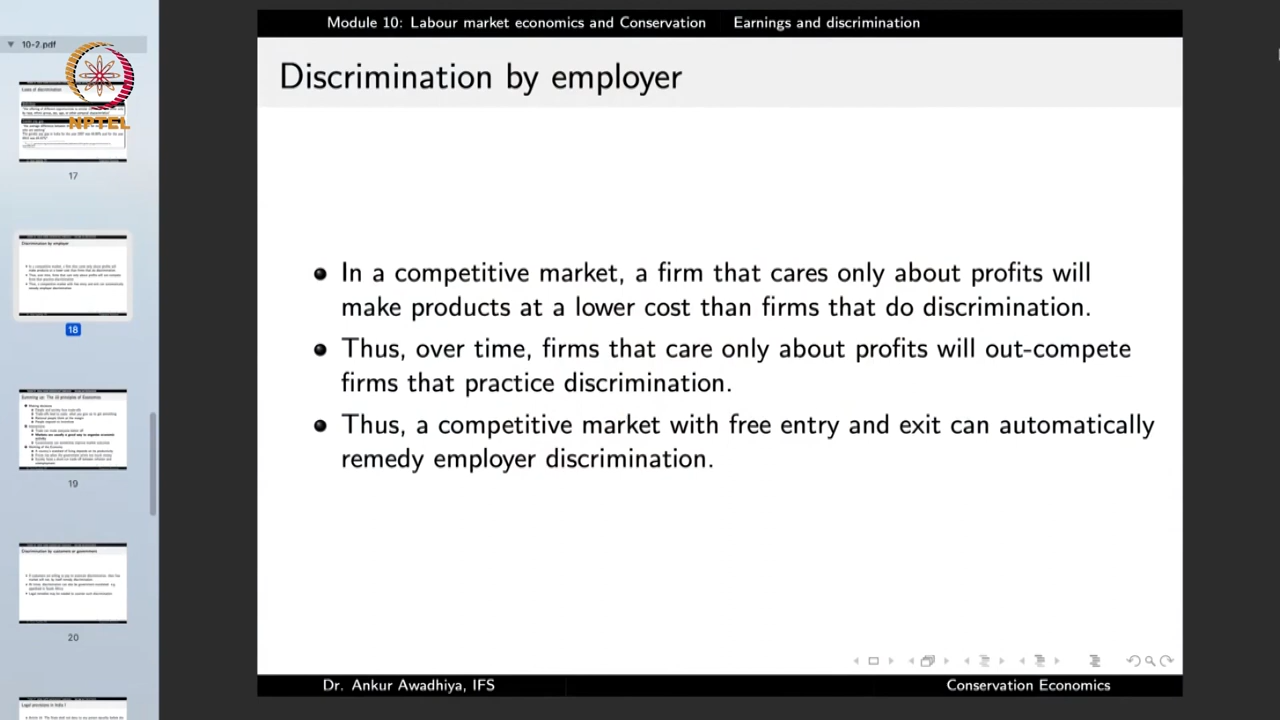 Module 10: Labour market economics and Conservation Earnings and discrimination
10-2.pdf
NPTEL
Discrimination by employer
In a competitive market, a firm that cares only about profits will
make products at a lower cost than firms that do discrimination.
Thus, over time, firms that care only about profits will out-compete
firms that practice discrimination.
Thus, a competitive market with free entry and exit can automatically
remedy employer discrimination.
17
Discrimination by employer
18
19
Discrimination by customers or government
20
Dr. Ankur Awadhiya, IFS Conservation Economics